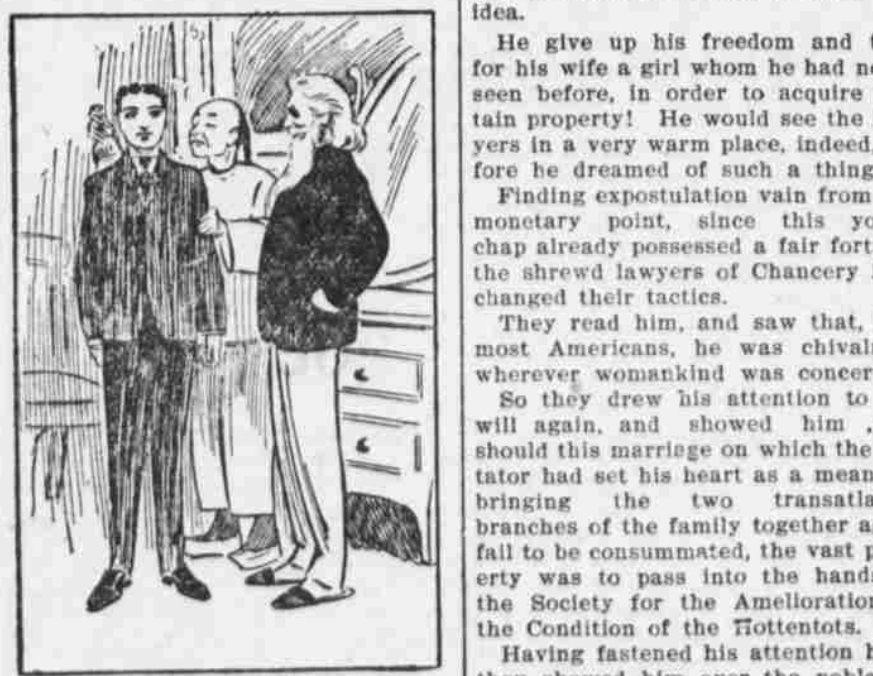 idea.
He give up his freedom and
for his wife a girl whom he had
seen before, in order to acquire
tain property! He would see the
yers in a very warm place, indeed,
fore he dreamed of such a thing
Finding expostulation vain from
monetary point, since this yo
chap already possessed a fair fort
the shrewd lawyers of Chancery
changed their tactics.
They read him, and saw that,
most Americans, he was chival
wherever womankind was concer
So they drew his attention to
will again, and showed him
should this marriage on which the
tator had set his heart as a mean
bringing the two transatla
branches of the family together a
fail to be consummated, the vast p
erty was to pass into the hands
the Society for the Amelioration
the Condition of the Hottentots.
Having fastened his attention h